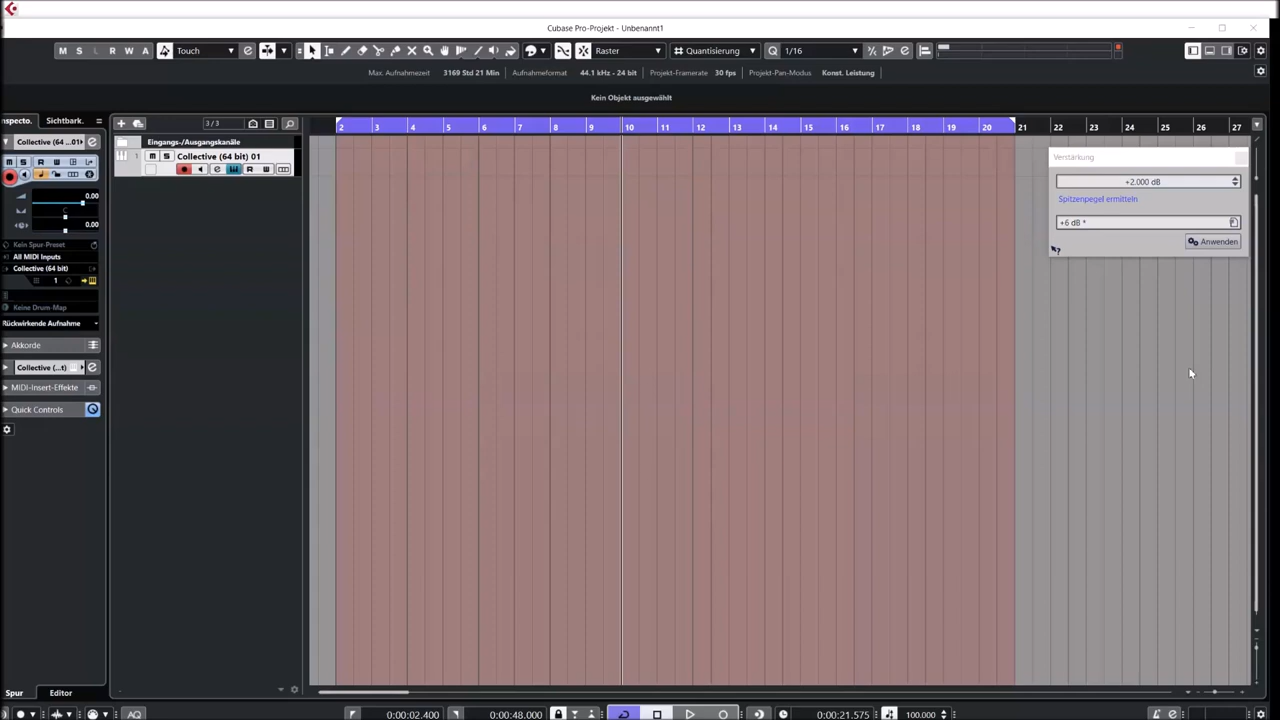 Cubase Pro-Projekt - Unbenannt1
M S L R W A Touch Raster Quantisierung 1/16
Max. Aufnahmezeit 3169 Std 21 Min Aufnahmeformat 44.1 kHz - 24 bit Projekt-Framerate 30 fps Projekt-Pan-Modus Konst. Leistung
Kein Objekt ausgewählt
nspecto. Sichtbark. 3 / 3 2 3 4 5 6 7 8 9 10 11 12 13 14 15 16 17 18 19 20 21 22 23 24 25 26 27
Collective (64 ...01
Eingangs-/Ausgangskanäle
1 M S Collective (64 bit) 01
R W
M S R W
0.00
C
0.00
Kein Spur-Preset
All MIDI Inputs
Collective (64 bit)
1
Keine Drum-Map
Rückwirkende Aufnahme
Akkorde
Collective (...t)
MIDI-Insert-Effekte
Quick Controls
Verstärkung
+2.000 dB
Spitzenpegel ermitteln
+6 dB *
Anwenden
Spur Editor
AQ 0:00:02.400 0:00:48.000 0:00:21.575 100.000